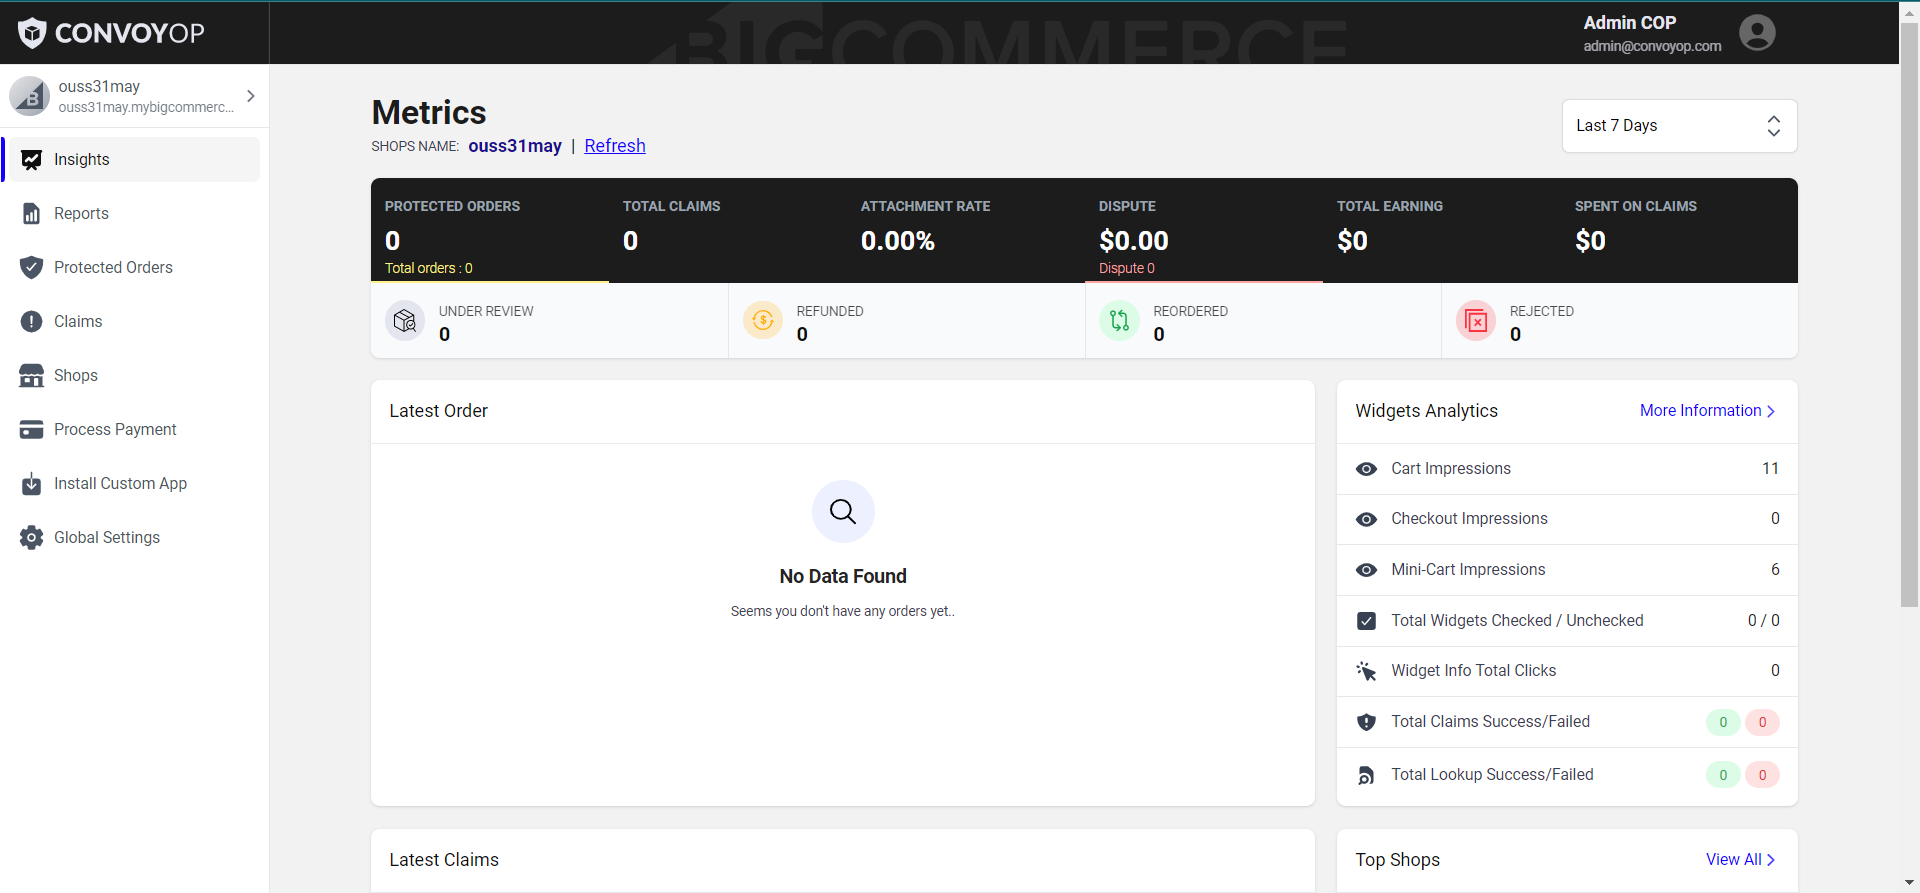 CONVOYOP
BIGCOMMERCE
Admin COP
admin@convoyop.com
B
ouss31may
ouss31may.mybigcommerc...
Insights
Reports
Protected Orders
Claims
Shops
Process Payment
Install Custom App
Global Settings
Metrics
SHOPS NAME: ouss31may | Refresh
Last 7 Days
PROTECTED ORDERS
0
Total orders : 0
TOTAL CLAIMS
0
ATTACHMENT RATE
0.00%
DISPUTE
$0.00
Dispute 0
TOTAL EARNING
$0
SPENT ON CLAIMS
$0
UNDER REVIEW
0
REFUNDED
0
REORDERED
0
REJECTED
0
Latest Order
No Data Found
Seems you don't have any orders yet..
Widgets Analytics More Information
Cart Impressions 11
Checkout Impressions 0
Mini-Cart Impressions 6
Total Widgets Checked / Unchecked 0 / 0
Widget Info Total Clicks 0
Total Claims Success/Failed 0 0
Total Lookup Success/Failed 0 0
Latest Claims
Top Shops View All